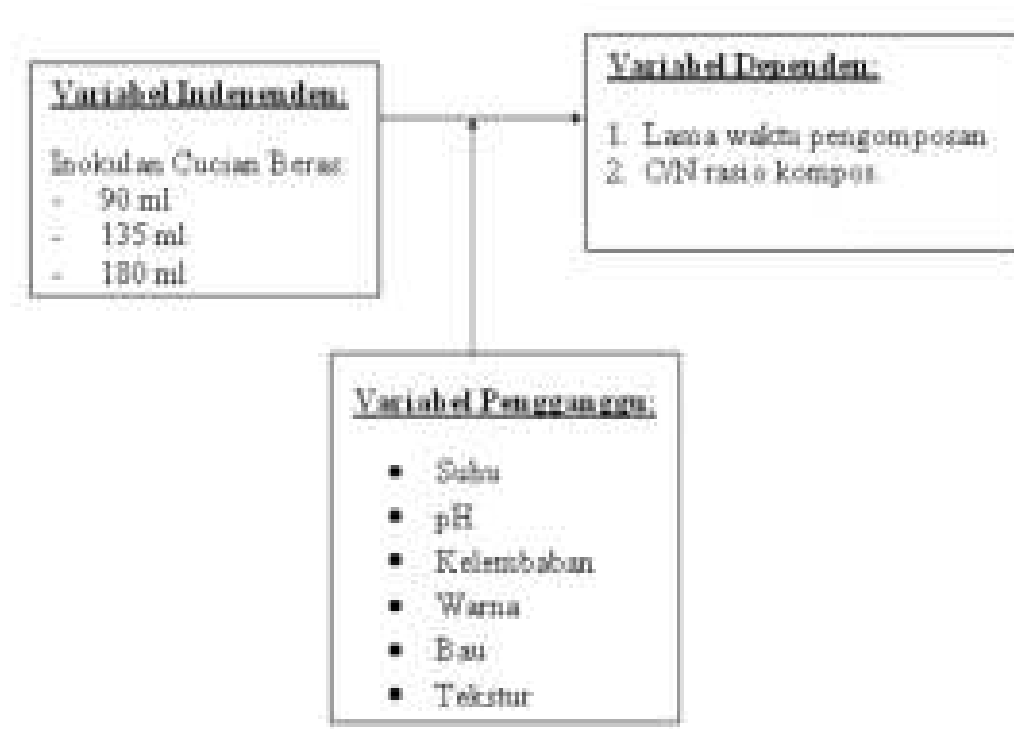 Variabel Independen:
Inokulan Cucian Beras
- 90 ml
- 135 ml
- 180 ml
Variabel Dependen:
1. Lama waktu pengomposan
2. C/N rasio kompos
Variabel Pengganggu:
• Suhu
• pH
• Kelembaban
• Warna
• Bau
• Tekstur